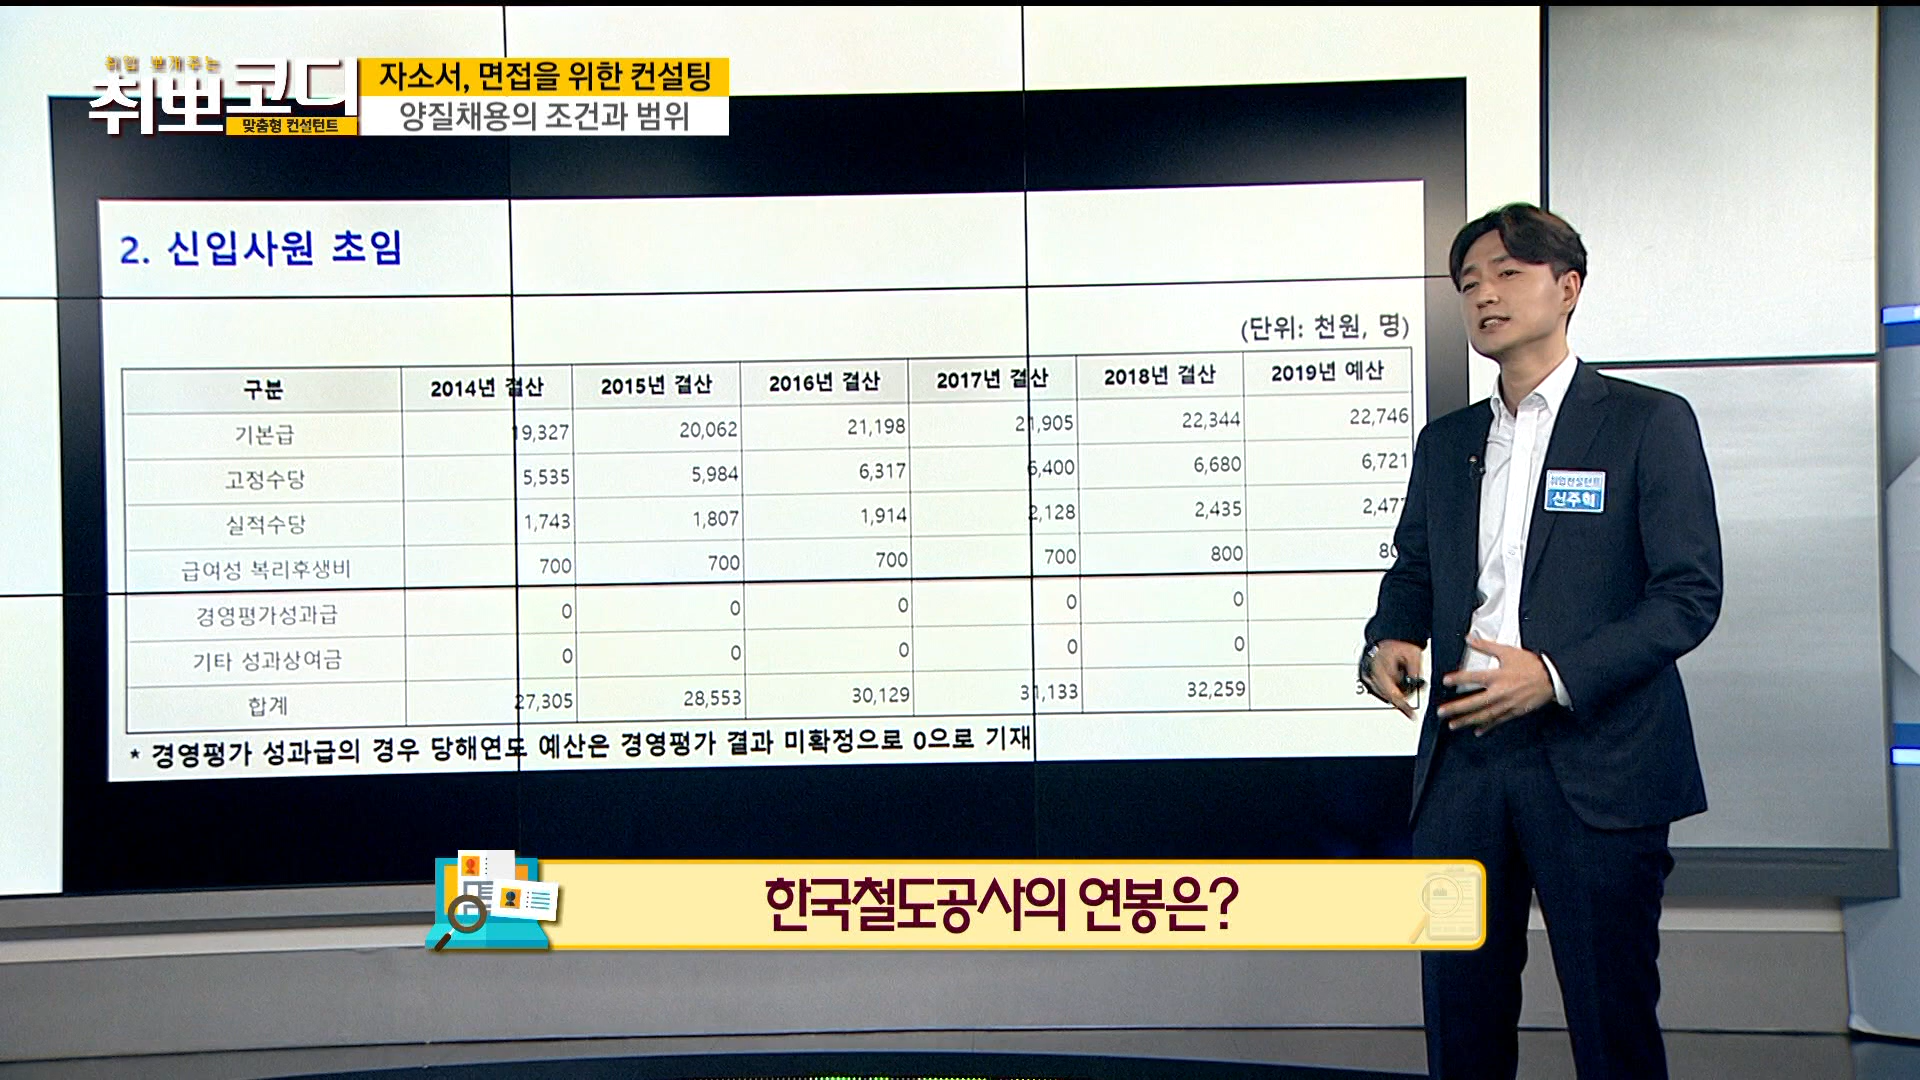 취업 뽀개주는
취뽀코디
맞춤형 컨설턴트
자소서, 면접을 위한 컨설팅
양질채용의 조건과 범위
2. 신입사원 초임
(단위: 천원, 명)
구분 2014년 결산 2015년 결산 2016년 결산 2017년 결산 2018년 결산 2019년 예산
기본급 19,327 20,062 21,198 21,905 22,344 22,746
고정수당 5,535 5,984 6,317 6,400 6,680 6,721
실적수당 1,743 1,807 1,914 2,128 2,435
급여성 복리후생비 700 700 700 700 800
경영평가성과급 0 0 0 0 0
기타 성과상여금 0 0 0 0 0
합계 27,305 28,553 30,129 31,133 32,259
* 경영평가 성과급의 경우 당해연도 예산은 경영평가 결과 미확정으로 0으로 기재
취업컨설턴트
신주혁
한국철도공사의 연봉은?